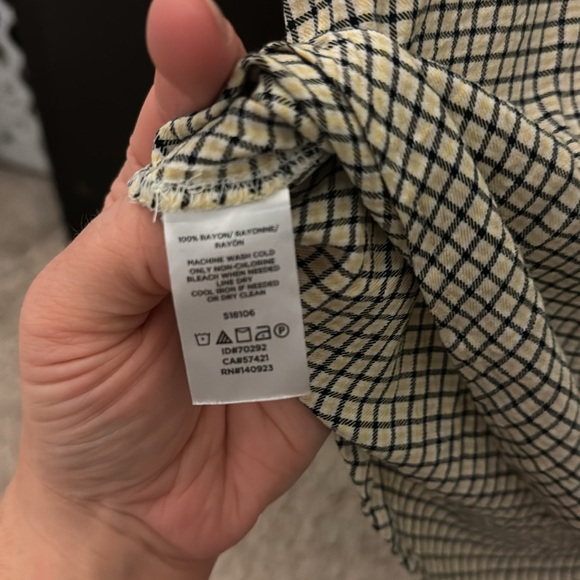 100% RAYON/ RAYONNE/
RAYÓN
MACHINE WASH COLD
ONLY NON-CHLORINE
BLEACH WHEN NEEDED
LINE DRY
COOL IRON IF NEEDED
OR DRY CLEAN
518106
P
ID#70292
CA#57421
RN#140923